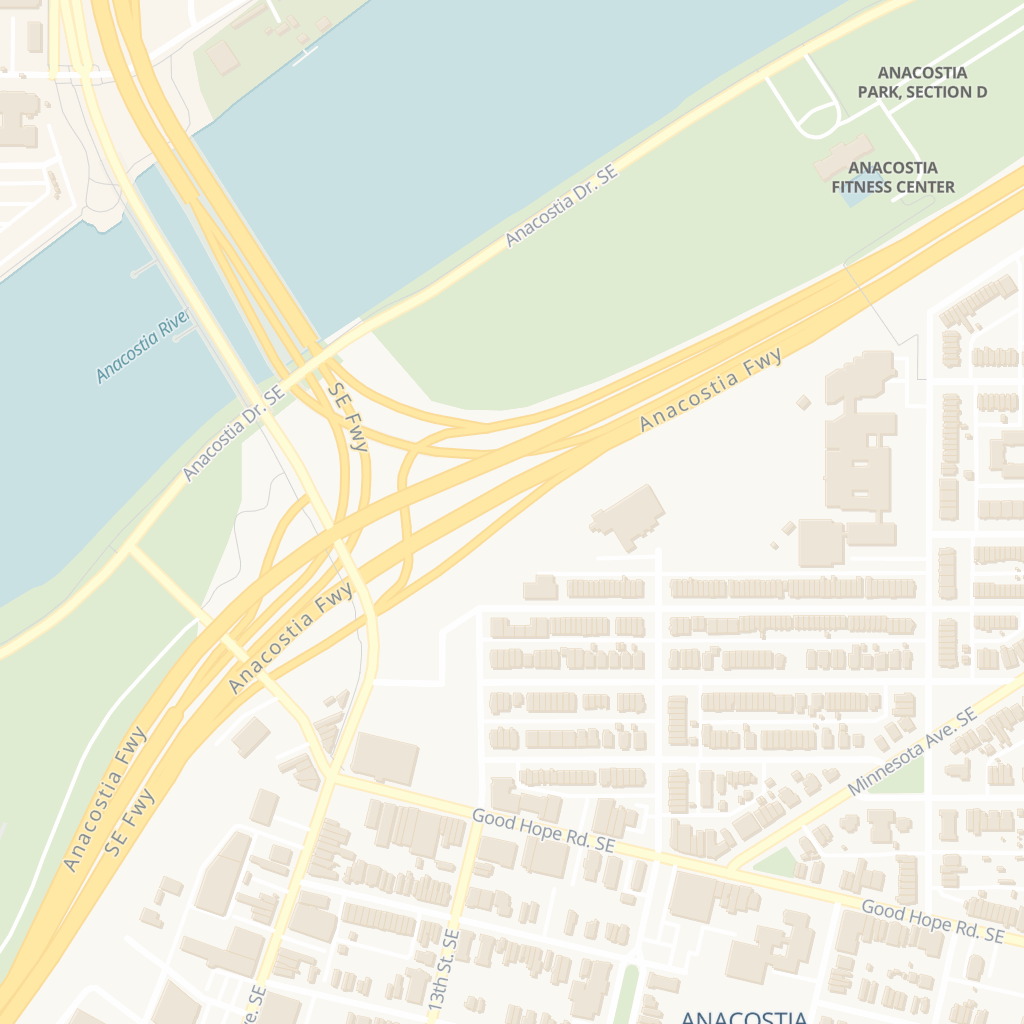 ANACOSTIA
PARK, SECTION D
ANACOSTIA
FITNESS CENTER
Anacostia Dr. SE
Anacostia River
Anacostia Fwy
SE Fwy
Anacostia Dr. SE
Anacostia Fwy
Anacostia Fwy
SE Fwy
Minnesota Ave. SE
Good Hope Rd. SE
Good Hope Rd. SE
13th St. SE
ve. SE
ANACOSTIA